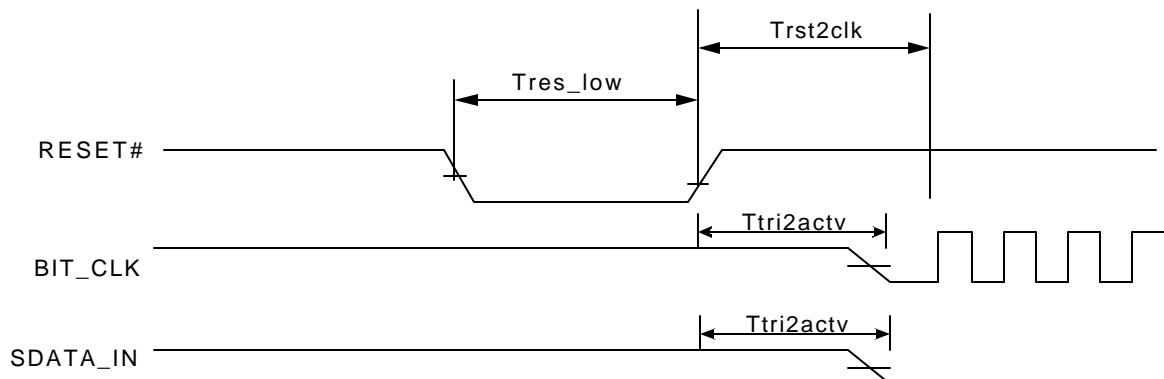 Trst2clk
Tres_low
RESET#
Ttri2actv
BIT_CLK
Ttri2actv
SDATA_IN